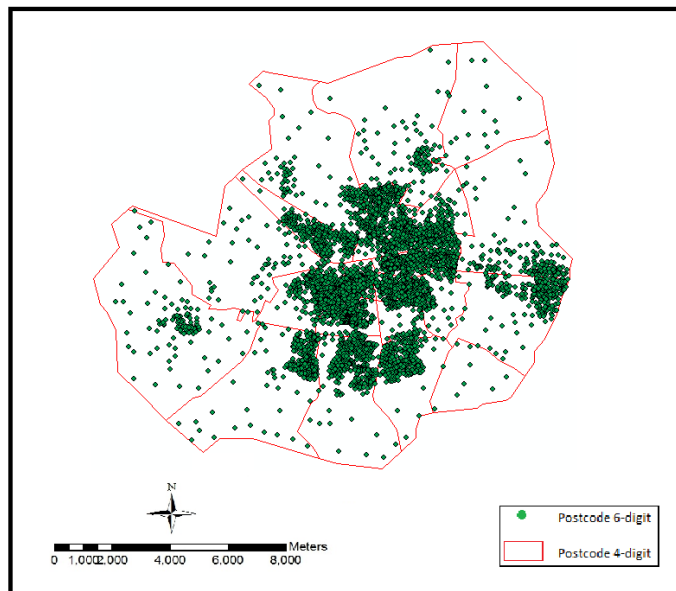 N
Meters
0 1,000 2,000 4,000 6,000 8,000
Postcode 6-digit
Postcode 4-digit